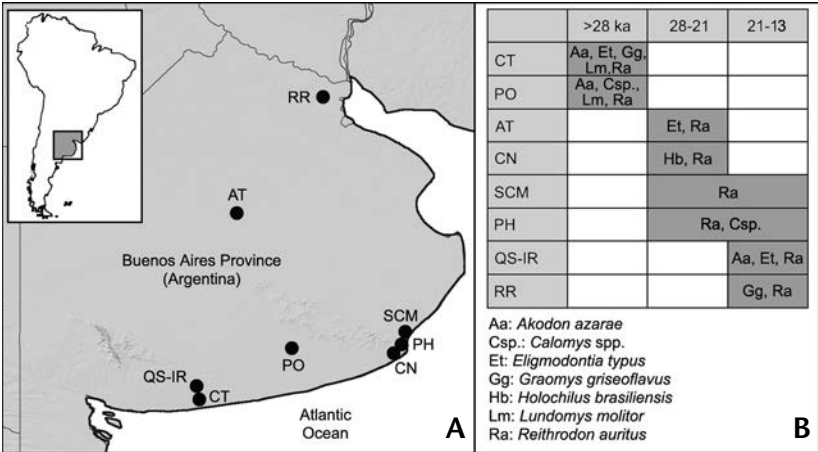 RR
AT
Buenos Aires Province
(Argentina)
SCM
PH
CN
PO
QS-IR
CT
Atlantic
Ocean
A
>28 ka 28-21 21-13
CT Aa, Et, Gg,
Lm,Ra
PO Aa, Csp.,
Lm, Ra
AT Et, Ra
CN Hb, Ra
SCM Ra
PH Ra, Csp.
QS-IR Aa, Et, Ra
RR Gg, Ra
Aa: Akodon azarae
Csp.: Calomys spp.
Et: Eligmodontia typus
Gg: Graomys griseoflavus
Hb: Holochilus brasiliensis
Lm: Lundomys molitor
Ra: Reithrodon auritus
B